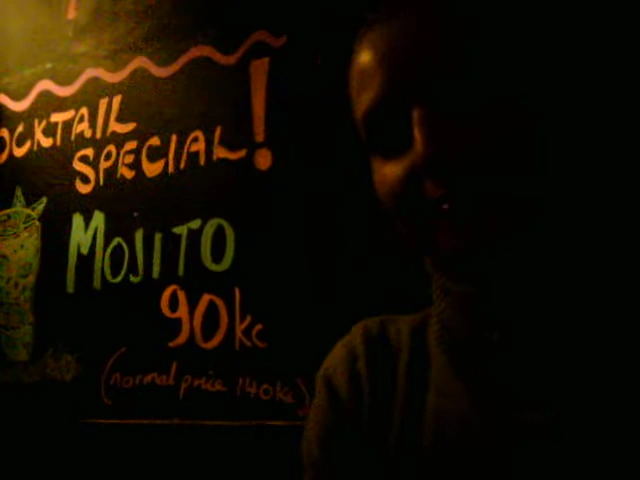 OCKTAIL
SPECIAL!
MOJITO
90kc
(normal price 140kc)